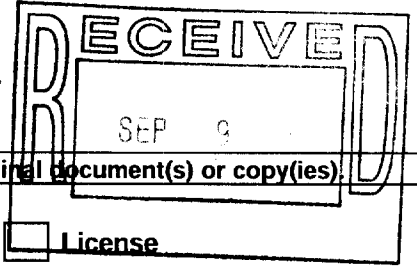 RECEIVED
SEP 9
inal document(s) or copy(ies).
License